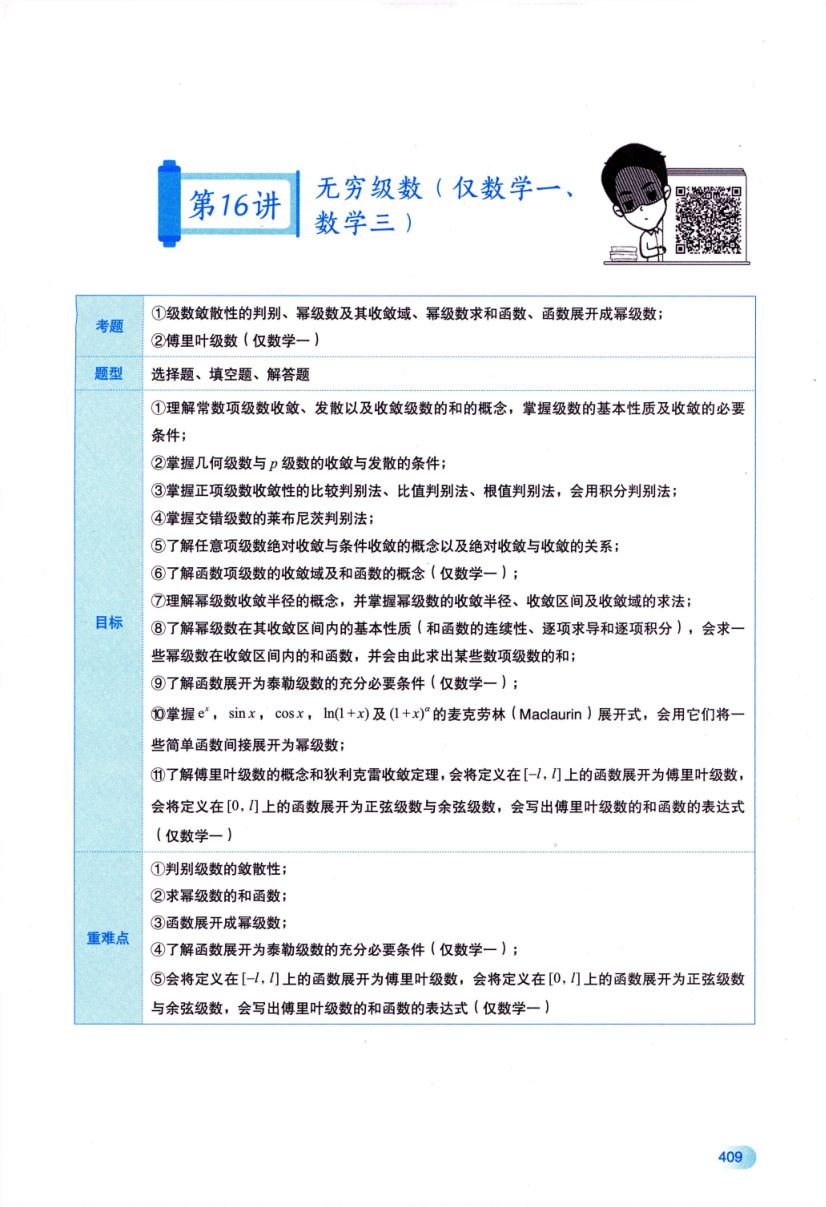 第16讲
无穷级数（仅数学一、
数学三）
考题
①级数敛散性的判别、幂级数及其收敛域、幂级数求和函数、函数展开成幂级数；
②傅里叶级数（仅数学一）
题型
选择题、填空题、解答题
目标
①理解常数项级数收敛、发散以及收敛级数的和的概念，掌握级数的基本性质及收敛的必要
条件；
②掌握几何级数与 p 级数的收敛与发散的条件；
③掌握正项级数收敛性的比较判别法、比值判别法、根值判别法，会用积分判别法；
④掌握交错级数的莱布尼茨判别法；
⑤了解任意项级数绝对收敛与条件收敛的概念以及绝对收敛与收敛的关系；
⑥了解函数项级数的收敛域及和函数的概念（仅数学一）；
⑦理解幂级数收敛半径的概念，并掌握幂级数的收敛半径、收敛区间及收敛域的求法；
⑧了解幂级数在其收敛区间内的基本性质（和函数的连续性、逐项求导和逐项积分），会求一
些幂级数在收敛区间内的和函数，并会由此求出某些数项级数的和；
⑨了解函数展开为泰勒级数的充分必要条件（仅数学一）；
⑩掌握 eˣ，sin x，cos x，ln(1+x) 及 (1+x)ᵅ 的麦克劳林（Maclaurin）展开式，会用它们将一
些简单函数间接展开为幂级数；
⑪了解傅里叶级数的概念和狄利克雷收敛定理，会将定义在[−l, l]上的函数展开为傅里叶级数，
会将定义在[0, l]上的函数展开为正弦级数与余弦级数，会写出傅里叶级数的和函数的表达式
（仅数学一）
重难点
①判别级数的敛散性；
②求幂级数的和函数；
③函数展开成幂级数；
④了解函数展开为泰勒级数的充分必要条件（仅数学一）；
⑤会将定义在[−l, l]上的函数展开为傅里叶级数，会将定义在[0, l]上的函数展开为正弦级数
与余弦级数，会写出傅里叶级数的和函数的表达式（仅数学一）
409